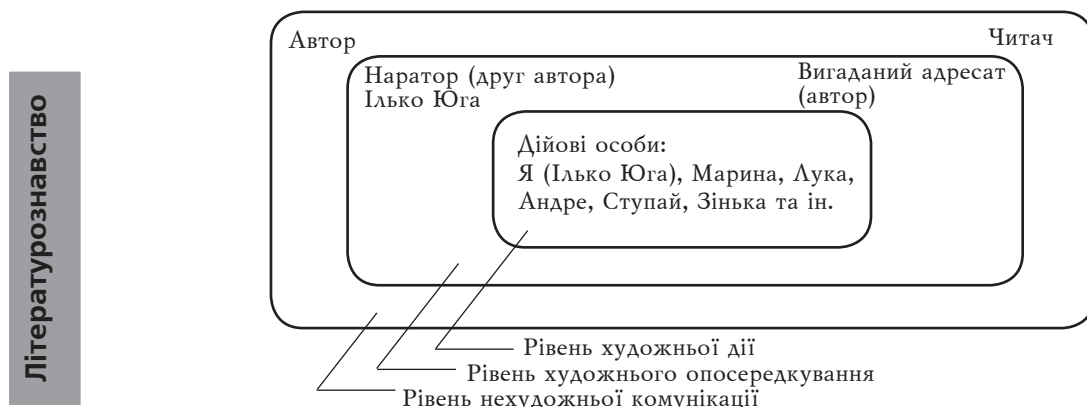 Літературознавство
Автор
Читач
Наратор (друг автора)
Ілько Юга
Вигаданий адресат
(автор)
Дійові особи:
Я (Ілько Юга), Марина, Лука,
Андре, Ступай, Зінька та ін.
Рівень художньої дії
Рівень художнього опосередкування
Рівень нехудожньої комунікації